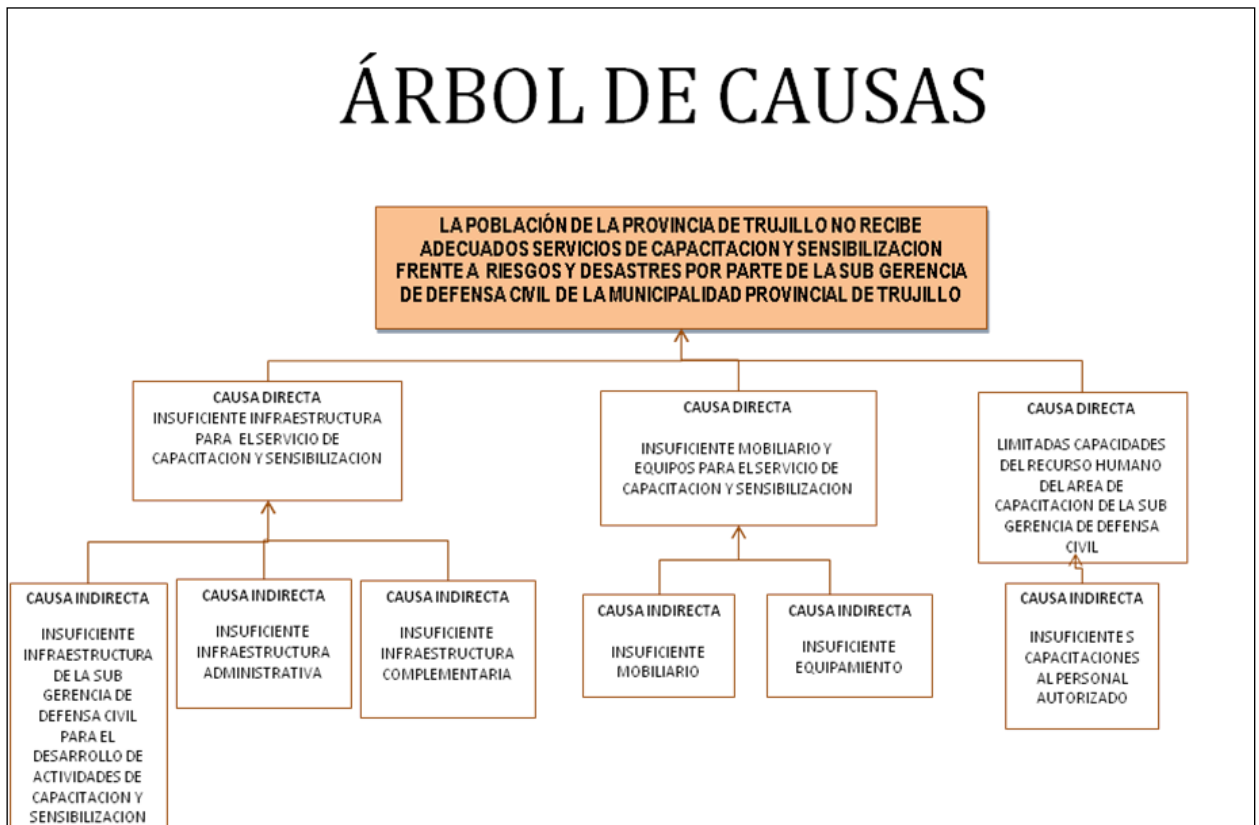 ÁRBOL DE CAUSAS
LA POBLACIÓN DE LA PROVINCIA DE TRUJILLO NO RECIBE
ADECUADOS SERVICIOS DE CAPACITACION Y SENSIBILIZACION
FRENTE A RIESGOS Y DESASTRES POR PARTE DE LA SUB GERENCIA
DE DEFENSA CIVIL DE LA MUNICIPALIDAD PROVINCIAL DE TRUJILLO
CAUSA DIRECTA
INSUFICIENTE INFRAESTRUCTURA
PARA EL SERVICIO DE
CAPACITACION Y SENSIBILIZACION
CAUSA DIRECTA
INSUFICIENTE MOBILIARIO Y
EQUIPOS PARA EL SERVICIO DE
CAPACITACION Y SENSIBILIZACION
CAUSA DIRECTA
LIMITADAS CAPACIDADES
DEL RECURSO HUMANO
DEL AREA DE
CAPACITACION DE LA SUB
GERENCIA DE DEFENSA
CIVIL
CAUSA INDIRECTA
INSUFICIENTE
INFRAESTRUCTURA
DE LA SUB
GERENCIA DE
DEFENSA CIVIL
PARA EL
DESARROLLO DE
ACTIVIDADES DE
CAPACITACION Y
SENSIBILIZACION
CAUSA INDIRECTA
INSUFICIENTE
INFRAESTRUCTURA
ADMINISTRATIVA
CAUSA INDIRECTA
INSUFICIENTE
INFRAESTRUCTURA
COMPLEMENTARIA
CAUSA INDIRECTA
INSUFICIENTE
MOBILIARIO
CAUSA INDIRECTA
INSUFICIENTE
EQUIPAMIENTO
CAUSA INDIRECTA
INSUFICIENTE S
CAPACITACIONES
AL PERSONAL
AUTORIZADO